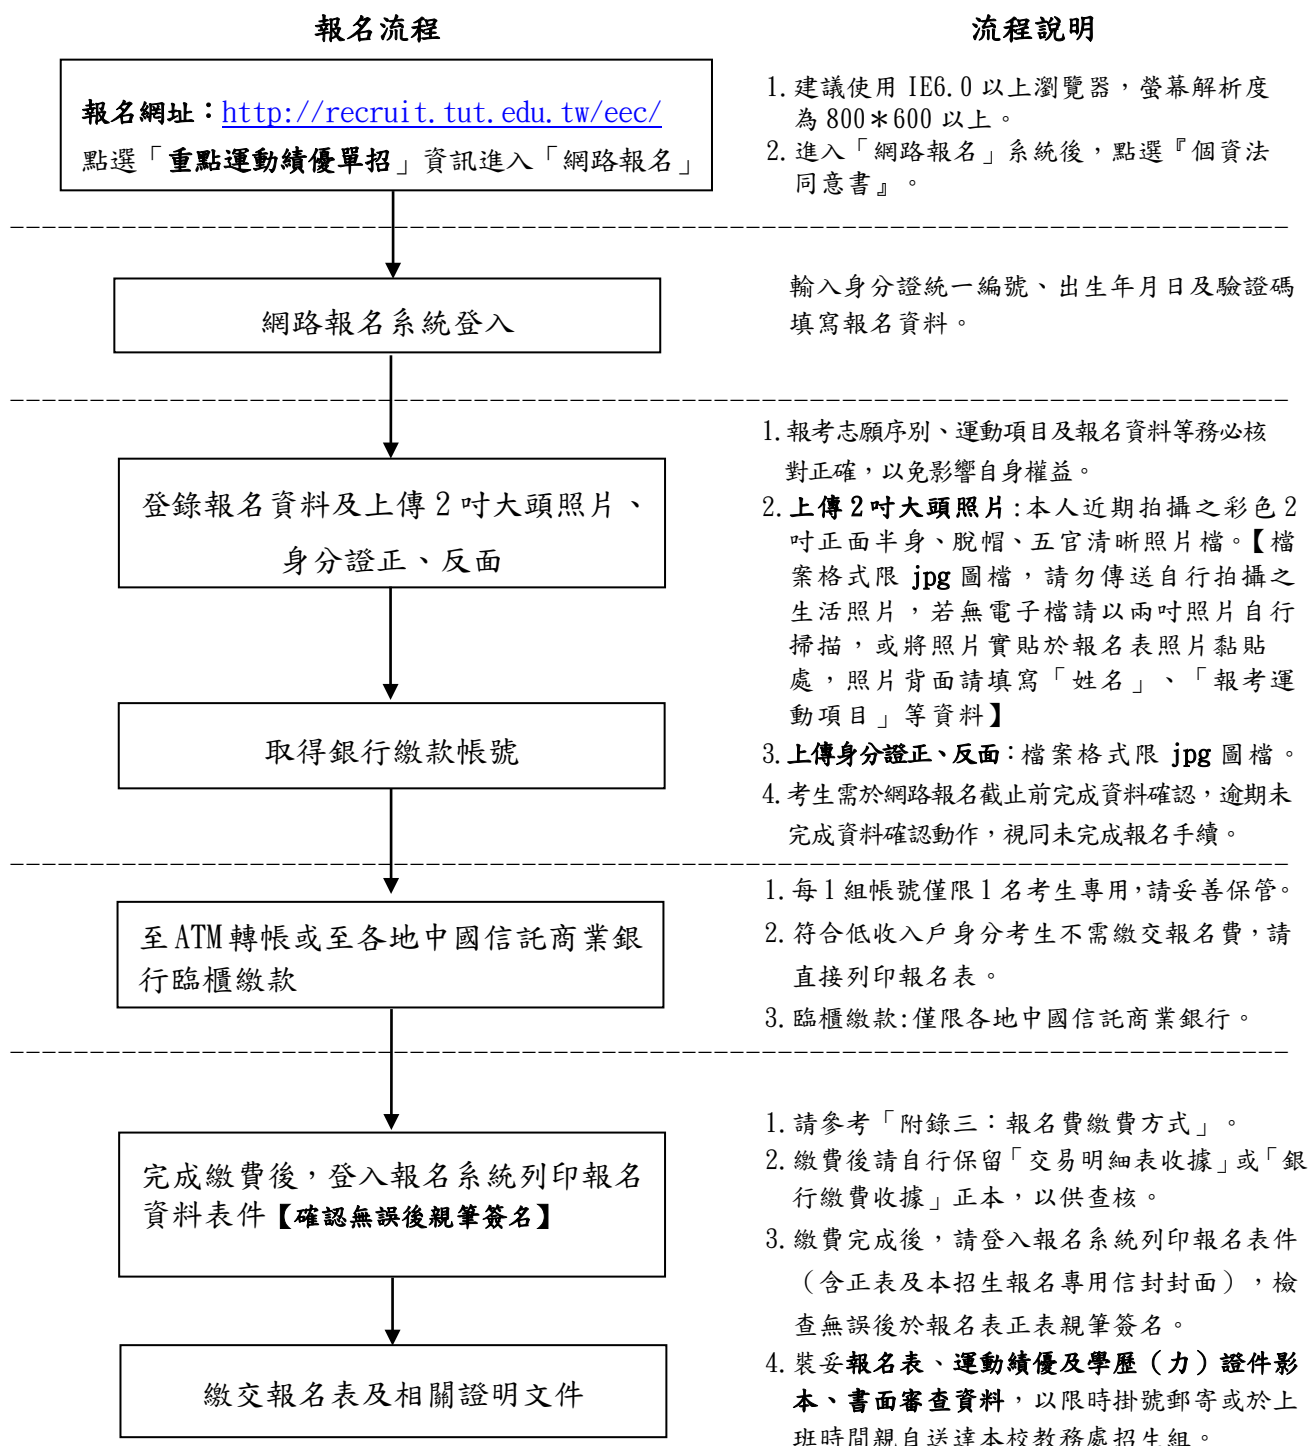 報名流程
流程說明
報名網址：http://recruit.tut.edu.tw/eec/
點選「重點運動績優單招」資訊進入「網路報名」
1.建議使用 IE6.0 以上瀏覽器，螢幕解析度
為 800＊600 以上。
2.進入「網路報名」系統後，點選『個資法
同意書』。
網路報名系統登入
輸入身分證統一編號、出生年月日及驗證碼
填寫報名資料。
登錄報名資料及上傳 2 吋大頭照片、
身分證正、反面
取得銀行繳款帳號
1.報考志願序別、運動項目及報名資料等務必核
對正確，以免影響自身權益。
2.上傳 2 吋大頭照片:本人近期拍攝之彩色 2
吋正面半身、脫帽、五官清晰照片檔。【檔
案格式限 jpg 圖檔，請勿傳送自行拍攝之
生活照片，若無電子檔請以兩吋照片自行
掃描，或將照片實貼於報名表照片黏貼
處，照片背面請填寫「姓名」、「報考運
動項目」等資料】
3.上傳身分證正、反面：檔案格式限 jpg 圖檔。
4.考生需於網路報名截止前完成資料確認，逾期未
完成資料確認動作，視同未完成報名手續。
至 ATM 轉帳或至各地中國信託商業銀
行臨櫃繳款
1.每 1 組帳號僅限 1 名考生專用，請妥善保管。
2.符合低收入戶身分考生不需繳交報名費，請
直接列印報名表。
3.臨櫃繳款:僅限各地中國信託商業銀行。
完成繳費後，登入報名系統列印報名
資料表件【確認無誤後親筆簽名】
繳交報名表及相關證明文件
1.請參考「附錄三：報名費繳費方式」。
2.繳費後請自行保留「交易明細表收據」或「銀
行繳費收據」正本，以供查核。
3.繳費完成後，請登入報名系統列印報名表件
（含正表及本招生報名專用信封封面），檢
查無誤後於報名表正表親筆簽名。
4.裝妥報名表、運動績優及學歷（力）證件影
本、書面審查資料，以限時掛號郵寄或於上
班時間親自送達本校教務處招生組。